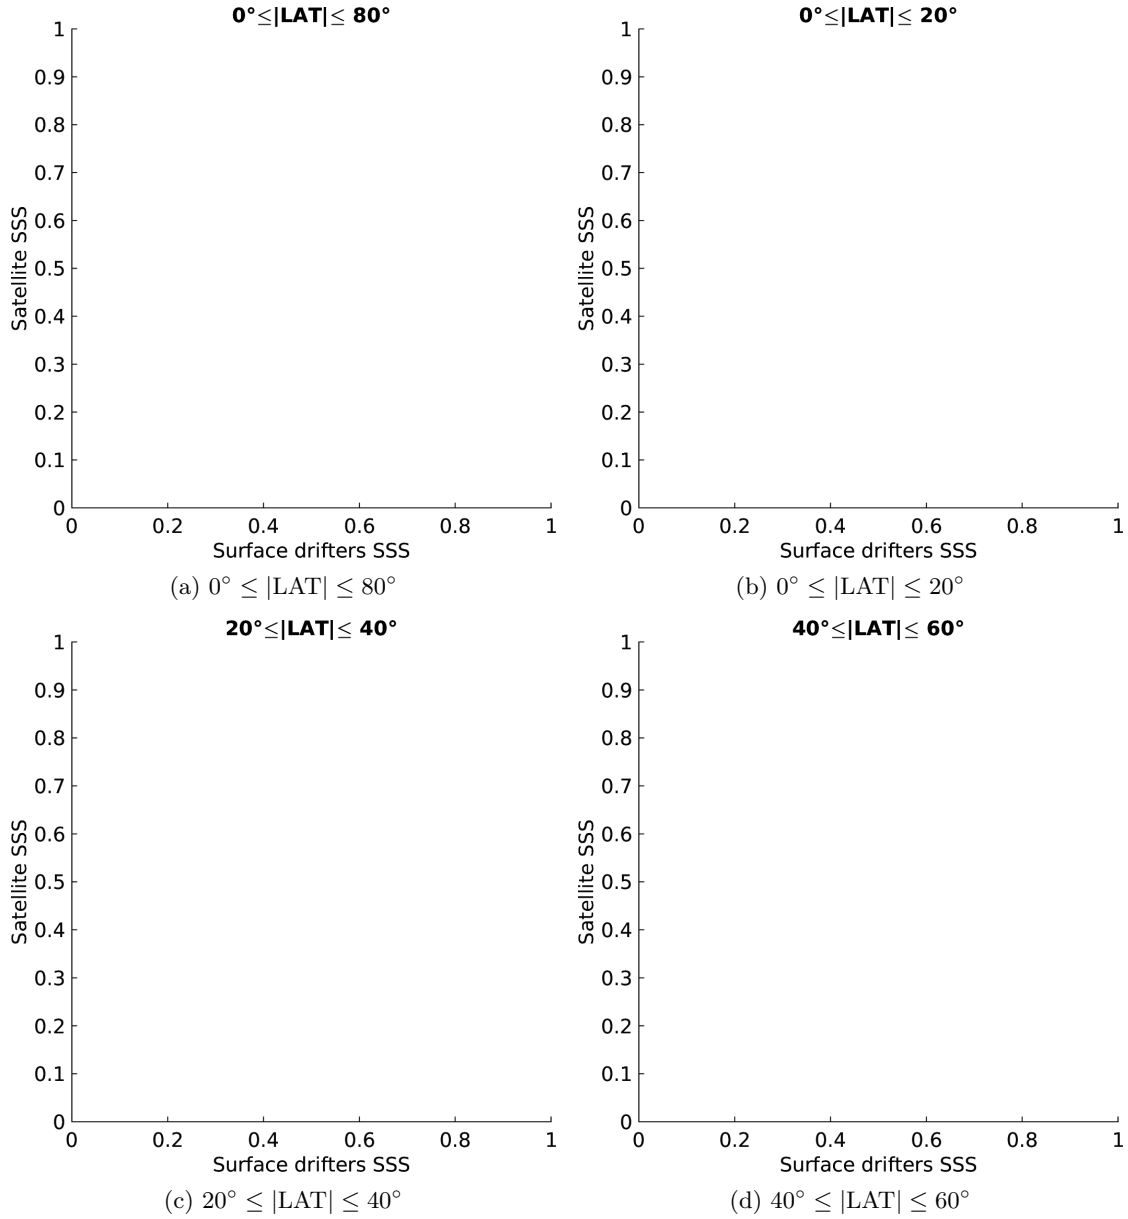 0°≤|LAT|≤ 80°
1
0.9
0.8
0.7
0.6
0.5
0.4
0.3
0.2
0.1
0
Satellite SSS
0 0.2 0.4 0.6 0.8 1
Surface drifters SSS
(a) 0° ≤ |LAT| ≤ 80°
0°≤|LAT|≤ 20°
1
0.9
0.8
0.7
0.6
0.5
0.4
0.3
0.2
0.1
0
Satellite SSS
0 0.2 0.4 0.6 0.8 1
Surface drifters SSS
(b) 0° ≤ |LAT| ≤ 20°
20°≤|LAT|≤ 40°
1
0.9
0.8
0.7
0.6
0.5
0.4
0.3
0.2
0.1
0
Satellite SSS
0 0.2 0.4 0.6 0.8 1
Surface drifters SSS
(c) 20° ≤ |LAT| ≤ 40°
40°≤|LAT|≤ 60°
1
0.9
0.8
0.7
0.6
0.5
0.4
0.3
0.2
0.1
0
Satellite SSS
0 0.2 0.4 0.6 0.8 1
Surface drifters SSS
(d) 40° ≤ |LAT| ≤ 60°